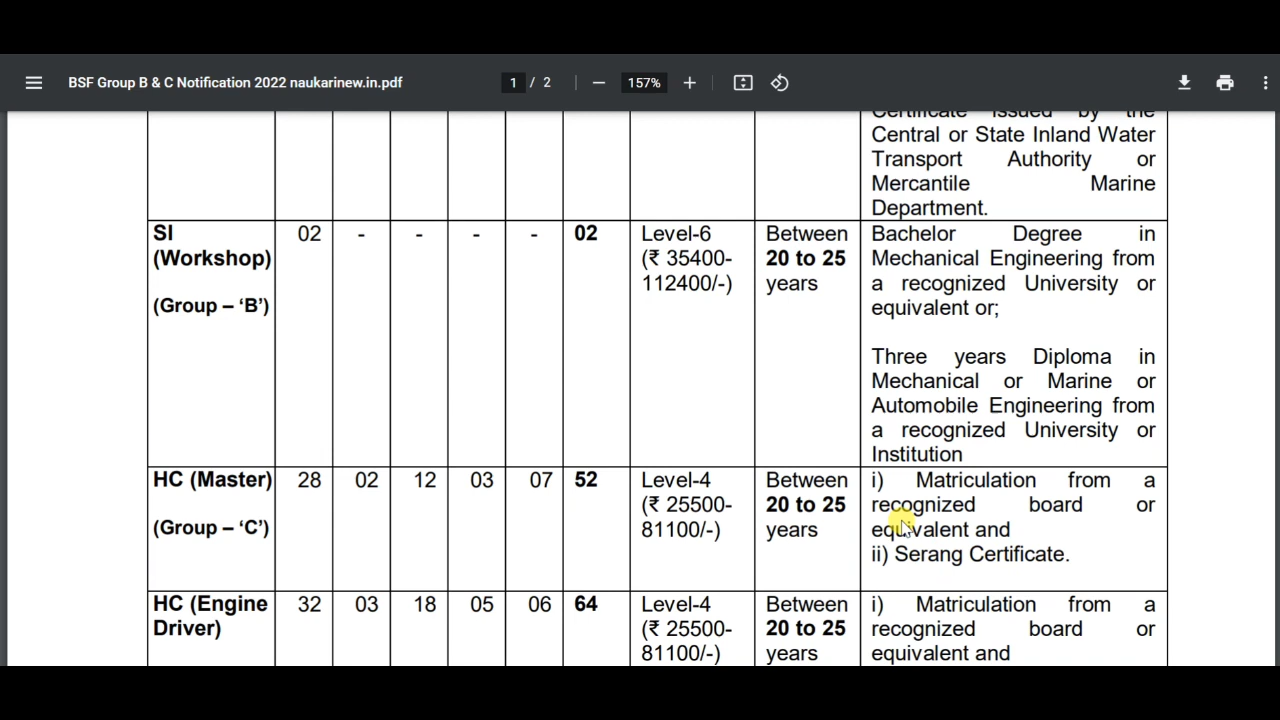 BSF Group B & C Notification 2022 naukarinew.in.pdf
1 / 2
157%
Certificate issued by the
Central or State Inland Water
Transport Authority or
Mercantile Marine
Department.
SI 02 - - - - 02 Level-6 Between Bachelor Degree in
(Workshop) (₹ 35400- 20 to 25 Mechanical Engineering from
112400/-) years a recognized University or
(Group – ‘B’) equivalent or;
Three years Diploma in
Mechanical or Marine or
Automobile Engineering from
a recognized University or
Institution
HC (Master) 28 02 12 03 07 52 Level-4 Between i) Matriculation from a
(₹ 25500- 20 to 25 recognized board or
(Group – ‘C’) 81100/-) years equivalent and
ii) Serang Certificate.
HC (Engine 32 03 18 05 06 64 Level-4 Between i) Matriculation from a
Driver) (₹ 25500- 20 to 25 recognized board or
81100/-) years equivalent and